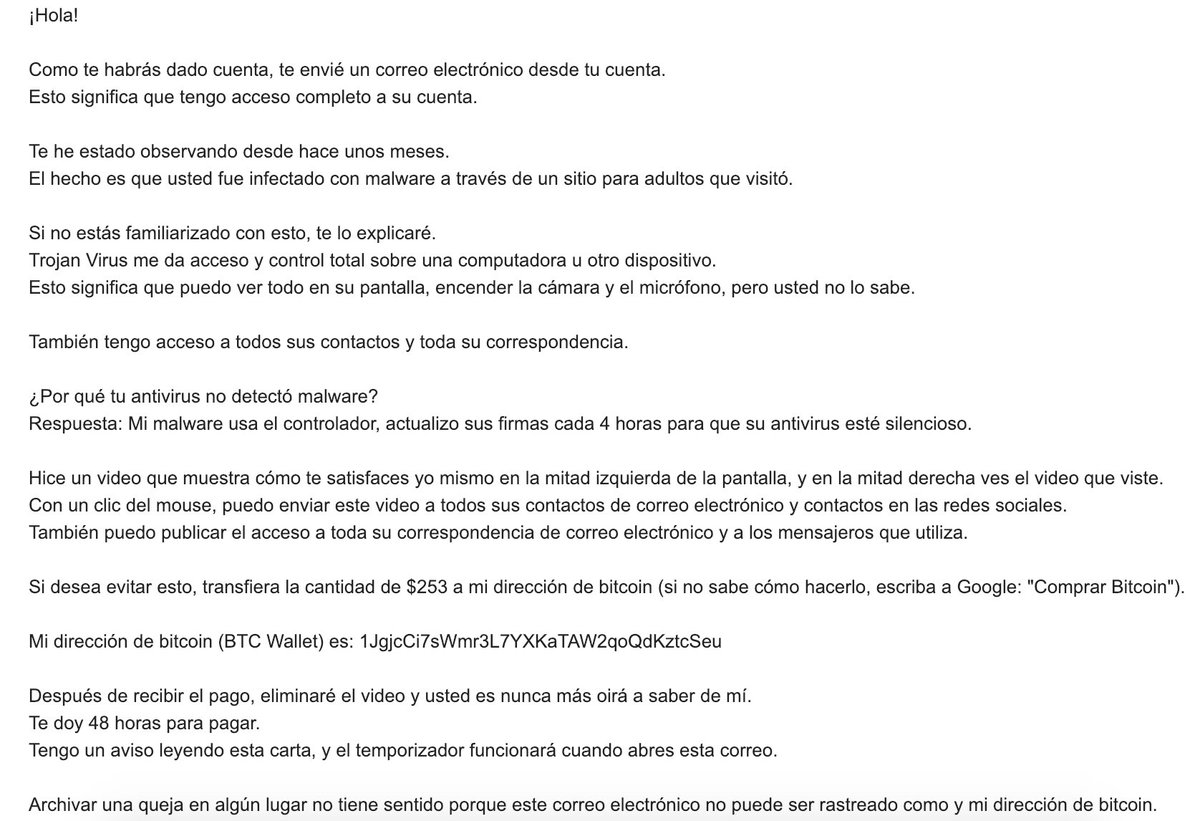 ¡Hola!
Como te habrás dado cuenta, te envié un correo electrónico desde tu cuenta.
Esto significa que tengo acceso completo a su cuenta.
Te he estado observando desde hace unos meses.
El hecho es que usted fue infectado con malware a través de un sitio para adultos que visitó.
Si no estás familiarizado con esto, te lo explicaré.
Trojan Virus me da acceso y control total sobre una computadora u otro dispositivo.
Esto significa que puedo ver todo en su pantalla, encender la cámara y el micrófono, pero usted no lo sabe.
También tengo acceso a todos sus contactos y toda su correspondencia.
¿Por qué tu antivirus no detectó malware?
Respuesta: Mi malware usa el controlador, actualizo sus firmas cada 4 horas para que su antivirus esté silencioso.
Hice un video que muestra cómo te satisfaces yo mismo en la mitad izquierda de la pantalla, y en la mitad derecha ves el video que viste.
Con un clic del mouse, puedo enviar este video a todos sus contactos de correo electrónico y contactos en las redes sociales.
También puedo publicar el acceso a toda su correspondencia de correo electrónico y a los mensajeros que utiliza.
Si desea evitar esto, transfiera la cantidad de $253 a mi dirección de bitcoin (si no sabe cómo hacerlo, escriba a Google: "Comprar Bitcoin").
Mi dirección de bitcoin (BTC Wallet) es: 1JgjcCi7sWmr3L7YXKaTAW2qoQdKztcSeu
Después de recibir el pago, eliminaré el video y usted es nunca más oirá a saber de mí.
Te doy 48 horas para pagar.
Tengo un aviso leyendo esta carta, y el temporizador funcionará cuando abres esta correo.
Archivar una queja en algún lugar no tiene sentido porque este correo electrónico no puede ser rastreado como y mi dirección de bitcoin.